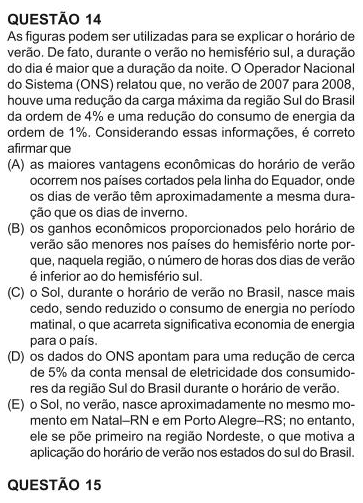 QUESTÃO 14
As figuras podem ser utilizadas para se explicar o horário de
verão. De fato, durante o verão no hemisfério sul, a duração
do dia é maior que a duração da noite. O Operador Nacional
do Sistema (ONS) relatou que, no verão de 2007 para 2008,
houve uma redução da carga máxima da região Sul do Brasil
da ordem de 4% e uma redução do consumo de energia da
ordem de 1%. Considerando essas informações, é correto
afirmar que
(A) as maiores vantagens econômicas do horário de verão
ocorrem nos países cortados pela linha do Equador, onde
os dias de verão têm aproximadamente a mesma dura-
ção que os dias de inverno.
(B) os ganhos econômicos proporcionados pelo horário de
verão são menores nos países do hemisfério norte por-
que, naquela região, o número de horas dos dias de verão
é inferior ao do hemisfério sul.
(C) o Sol, durante o horário de verão no Brasil, nasce mais
cedo, sendo reduzido o consumo de energia no período
matinal, o que acarreta significativa economia de energia
para o país.
(D) os dados do ONS apontam para uma redução de cerca
de 5% da conta mensal de eletricidade dos consumido-
res da região Sul do Brasil durante o horário de verão.
(E) o Sol, no verão, nasce aproximadamente no mesmo mo-
mento em Natal–RN e em Porto Alegre–RS; no entanto,
ele se põe primeiro na região Nordeste, o que motiva a
aplicação do horário de verão nos estados do sul do Brasil.
QUESTÃO 15